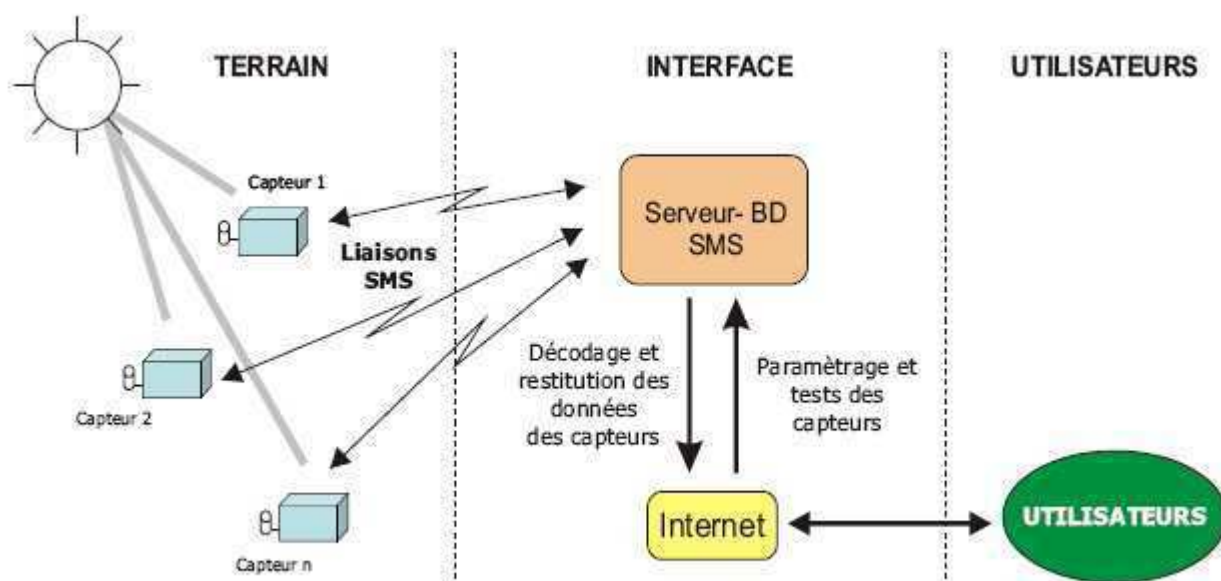 TERRAIN
INTERFACE
UTILISATEURS
Capteur 1
Liaisons
SMS
Capteur 2
Capteur n
Serveur- BD
SMS
Décodage et
restitution des
données
des capteurs
Paramètrage et
tests des
capteurs
Internet
UTILISATEURS